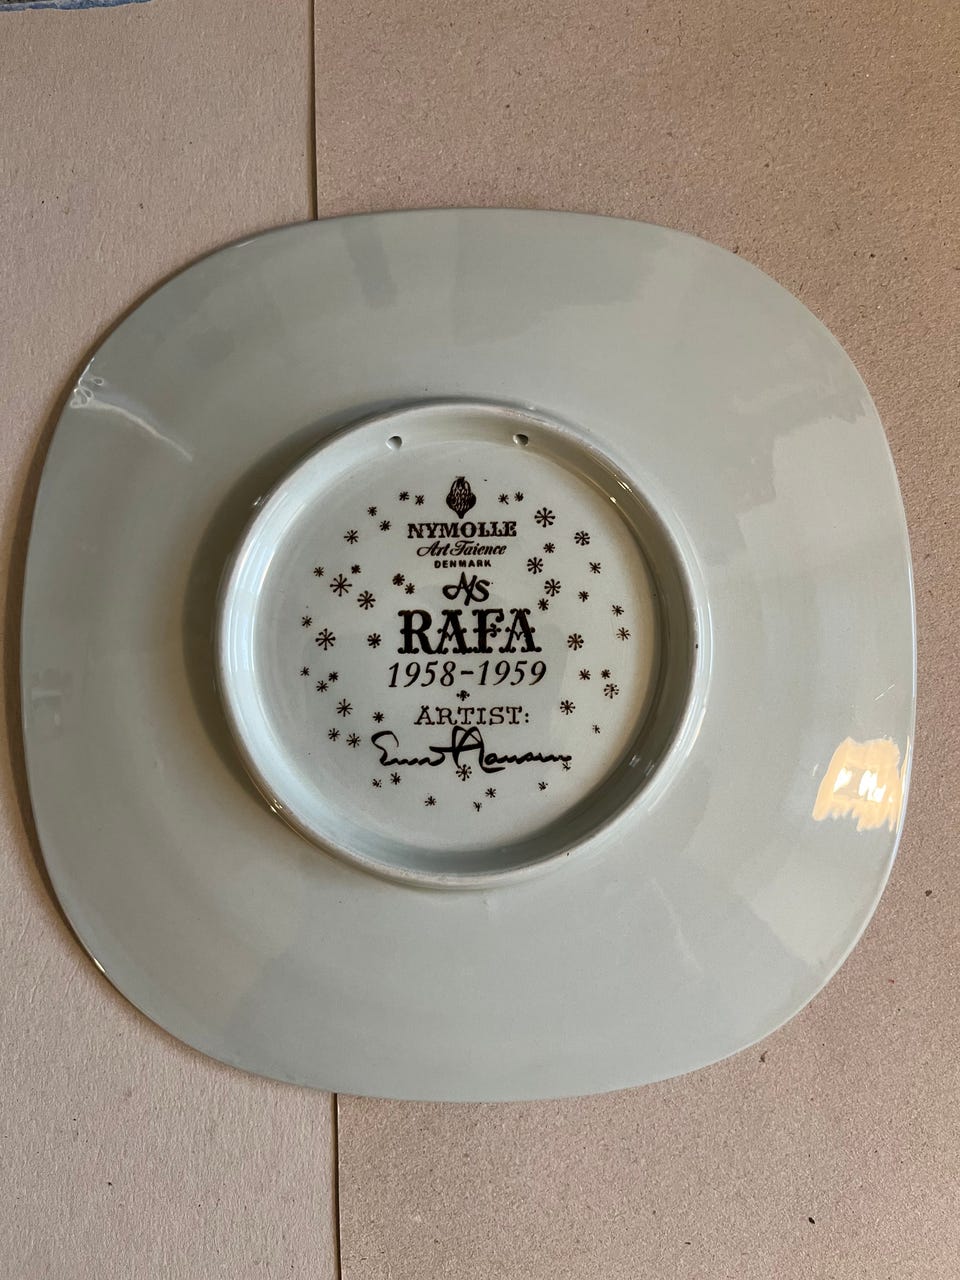 NYMOLLE
Art Faience
DENMARK
A/S
RAFA
1958-1959
ARTIST: